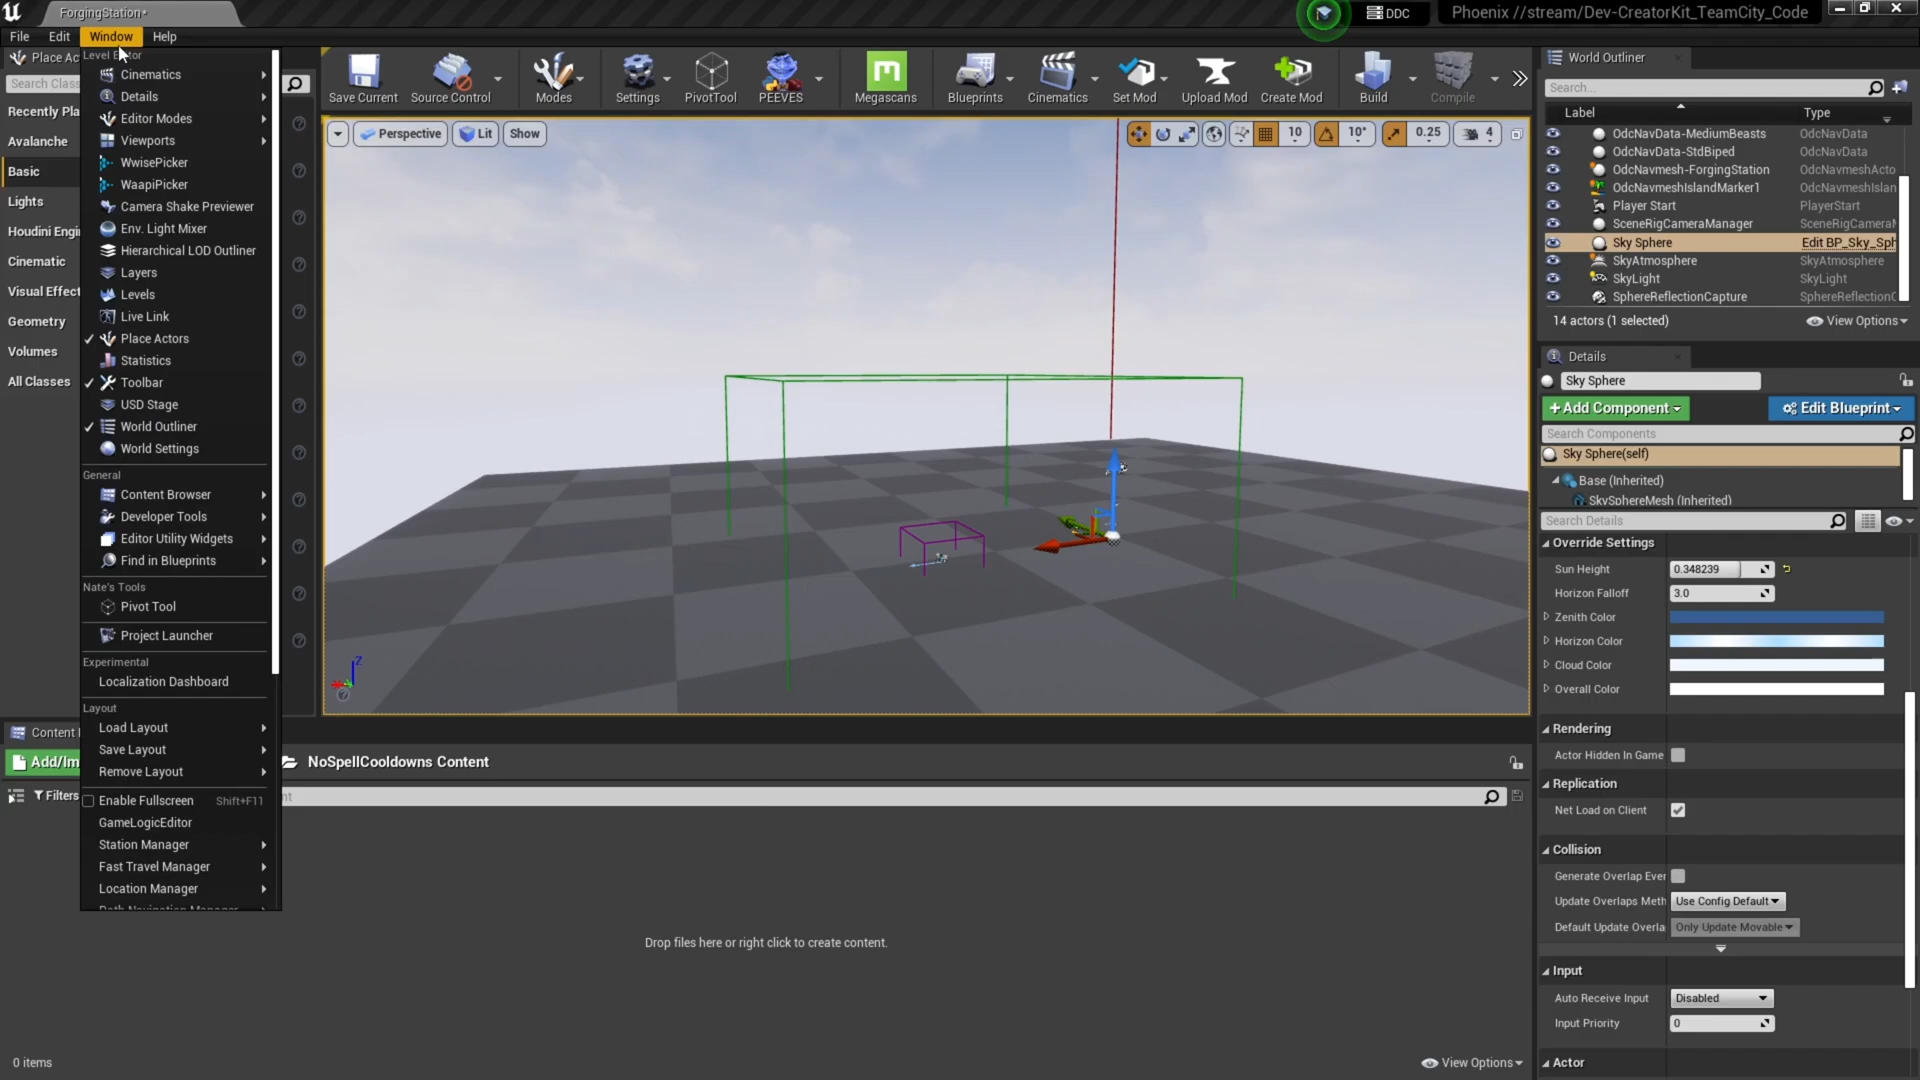 ForgingStation*
DDC
Phoenix //stream/Dev-CreatorKit_TeamCity_Code
File Edit Window Help
Place Ac
Search Class
Recently Pla
Avalanche
Basic
Lights
Houdini Engi
Cinematic
Visual Effect
Geometry
Volumes
All Classes
Level Editor
Cinematics
Details
Editor Modes
Viewports
WwisePicker
WaapiPicker
Camera Shake Previewer
Env. Light Mixer
Hierarchical LOD Outliner
Layers
Levels
Live Link
Place Actors
Statistics
Toolbar
USD Stage
World Outliner
World Settings
General
Content Browser
Developer Tools
Editor Utility Widgets
Find in Blueprints
Nate's Tools
Pivot Tool
Project Launcher
Experimental
Localization Dashboard
Layout
Load Layout
Save Layout
Remove Layout
Enable Fullscreen Shift+F11
GameLogicEditor
Station Manager
Fast Travel Manager
Location Manager
Save Current
Source Control
Modes
Settings
PivotTool
PEEVES
Megascans
Blueprints
Cinematics
Set Mod
Upload Mod
Create Mod
Build
Compile
Perspective
Lit
Show
10
10°
0.25
4
Z
Content
Add/Im
Filters
NoSpellCooldowns Content
nt
Drop files here or right click to create content.
0 items
View Options
World Outliner
Search...
Label Type
OdcNavData-MediumBeasts OdcNavData
OdcNavData-StdBiped OdcNavData
OdcNavmesh-ForgingStation OdcNavmeshActo
OdcNavmeshIslandMarker1 OdcNavmeshIslan
Player Start PlayerStart
SceneRigCameraManager SceneRigCameraM
Sky Sphere Edit BP_Sky_Sph
SkyAtmosphere SkyAtmosphere
SkyLight SkyLight
SphereReflectionCapture SphereReflectionC
14 actors (1 selected)
View Options
Details
Sky Sphere
+Add Component
Edit Blueprint
Search Components
Sky Sphere(self)
Base (Inherited)
SkySphereMesh (Inherited)
Search Details
Override Settings
Sun Height 0.348239
Horizon Falloff 3.0
Zenith Color
Horizon Color
Cloud Color
Overall Color
Rendering
Actor Hidden In Game
Replication
Net Load on Client
Collision
Generate Overlap Ever
Update Overlaps Meth Use Config Default
Default Update Overla Only Update Movable
Input
Auto Receive Input Disabled
Input Priority 0
Actor